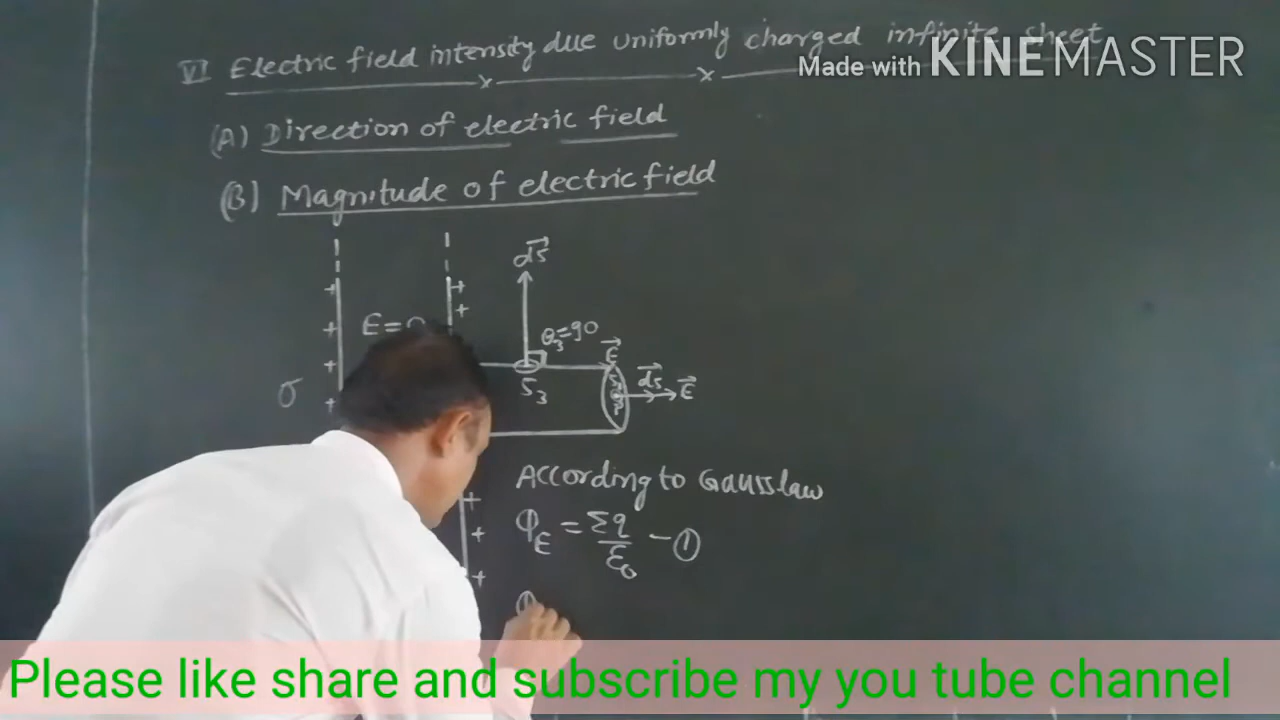 VI Electric field intensity due uniformly charged infinite sheet
Made with KINEMASTER
(A) Direction of electric field
(B) Magnitude of electric field
ds
E=0
θ3=90
E
S3
ds
E
σ
According to Gauss law
φE = Σq/ε0 - ①
Please like share and subscribe my you tube channel